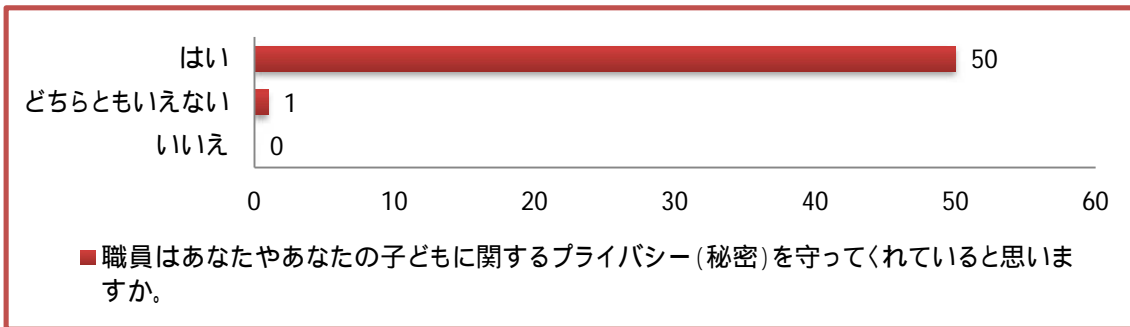 はい 50
どちらともいえない 1
いいえ 0
0 10 20 30 40 50 60
職員はあなたやあなたの子どもに関するプライバシー(秘密)を守ってくれていると思いま
すか。